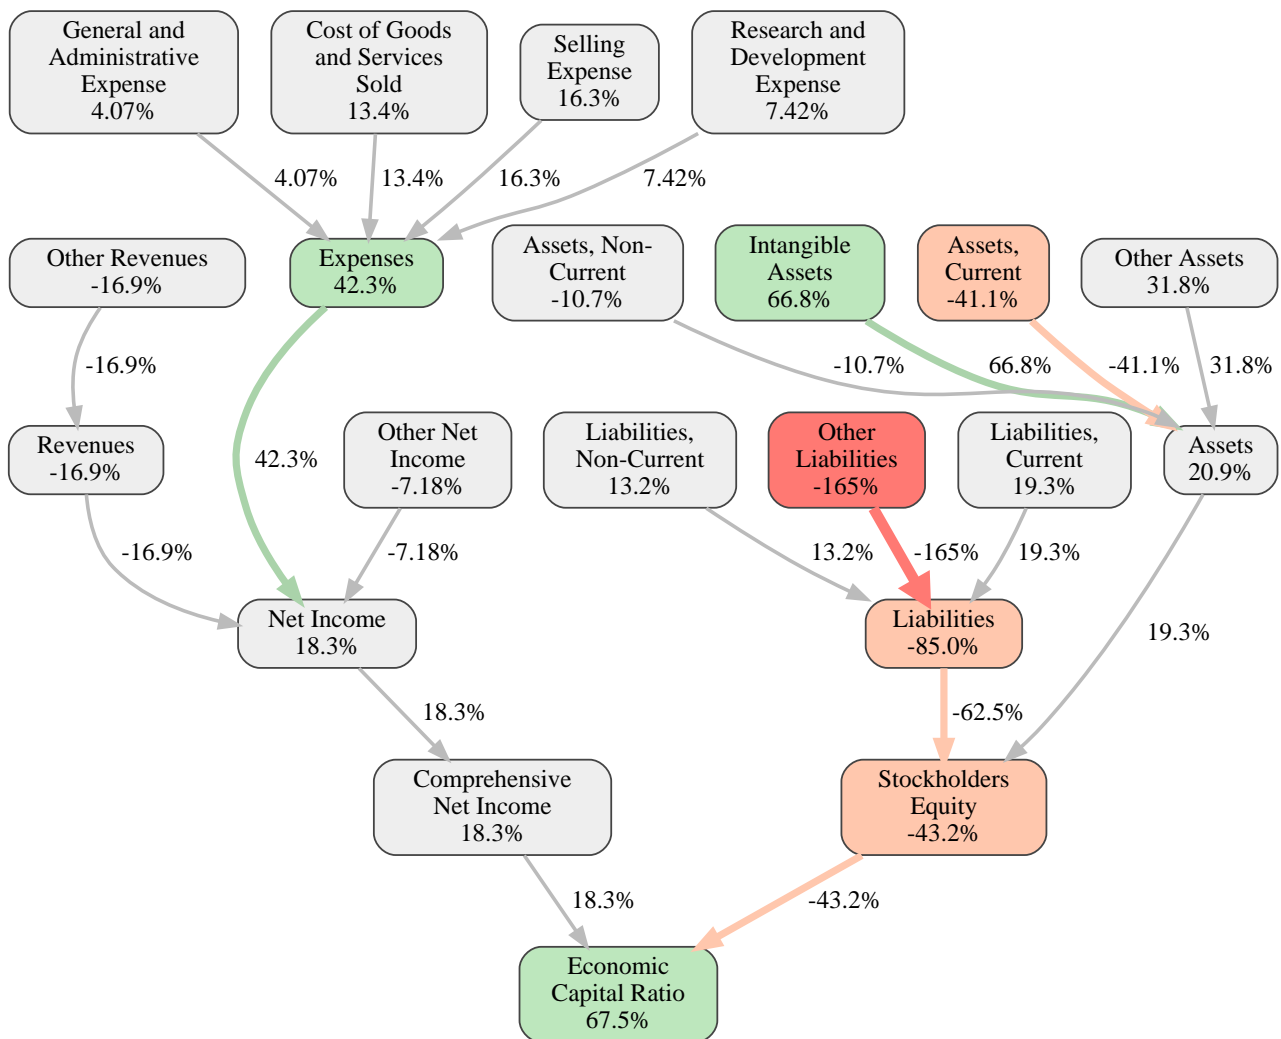 General and
Administrative
Expense
4.07%
Cost of Goods
and Services
Sold
13.4%
Selling
Expense
16.3%
Research and
Development
Expense
7.42%
4.07%
13.4%
16.3%
7.42%
Other Revenues
-16.9%
Expenses
42.3%
Assets, Non-
Current
-10.7%
Intangible
Assets
66.8%
Assets,
Current
-41.1%
Other Assets
31.8%
-16.9%
-10.7%
66.8%
-41.1%
31.8%
Revenues
-16.9%
42.3%
Other Net
Income
-7.18%
Liabilities,
Non-Current
13.2%
Other
Liabilities
-165%
Liabilities,
Current
19.3%
Assets
20.9%
-16.9%
-7.18%
13.2%
-165%
19.3%
Net Income
18.3%
Liabilities
-85.0%
19.3%
18.3%
-62.5%
Comprehensive
Net Income
18.3%
Stockholders
Equity
-43.2%
18.3%
-43.2%
Economic
Capital Ratio
67.5%